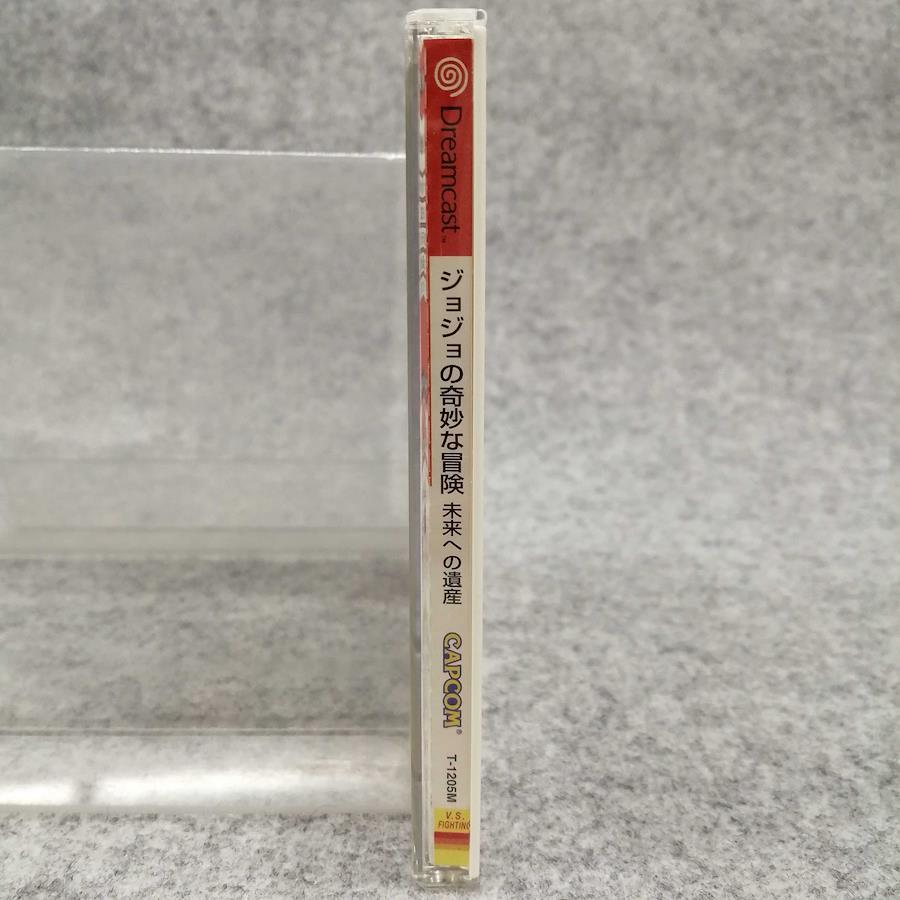 Dreamcast™
ジョジョの奇妙な冒険 未来への遺産
CAPCOM®
T-1205M
V.S.
FIGHTING